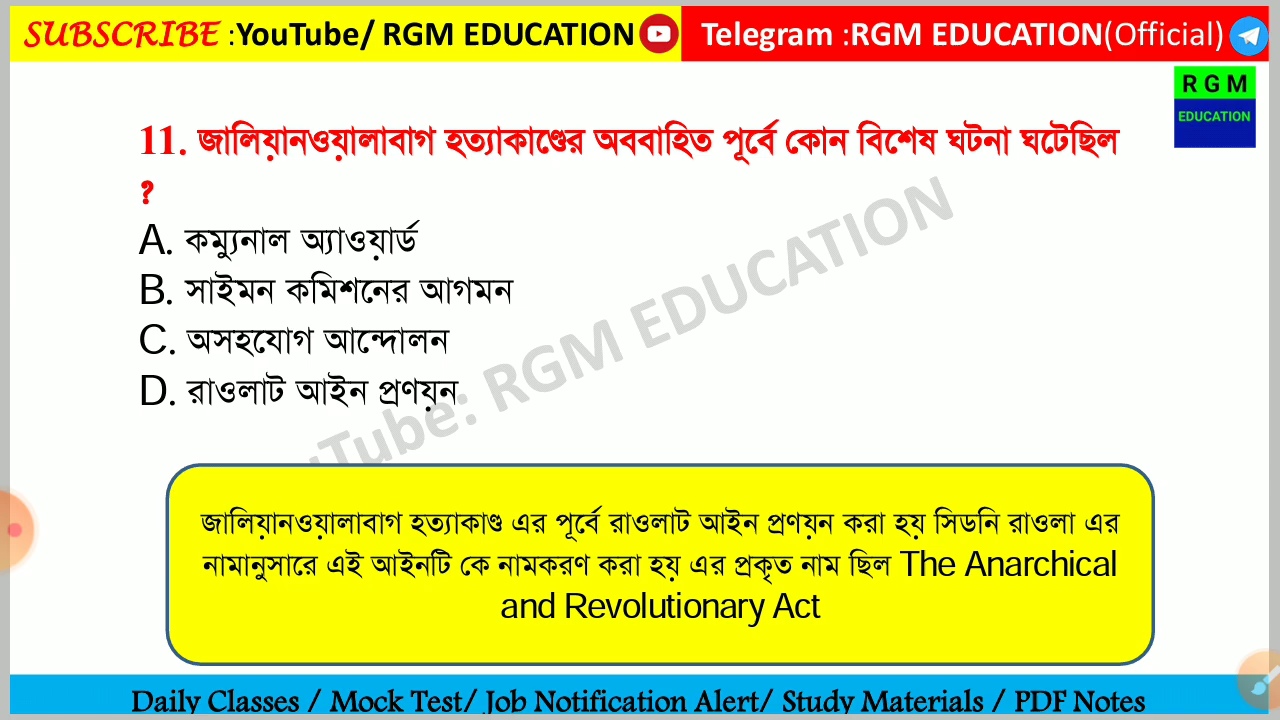 SUBSCRIBE :YouTube/ RGM EDUCATION Telegram :RGM EDUCATION(Official)
R G M
EDUCATION
11. জালিয়ানওয়ালাবাগ হত্যাকাণ্ডের অববাহিত পূর্বে কোন বিশেষ ঘটনা ঘটেছিল
?
A. কম্যুনাল অ্যাওয়ার্ড
B. সাইমন কমিশনের আগমন
C. অসহযোগ আন্দোলন
D. রাওলাট আইন প্রণয়ন
uTube: RGM EDUCATION
জালিয়ানওয়ালাবাগ হত্যাকাণ্ড এর পূর্বে রাওলাট আইন প্রণয়ন করা হয় সিডনি রাওলা এর
নামানুসারে এই আইনটি কে নামকরণ করা হয় এর প্রকৃত নাম ছিল The Anarchical
and Revolutionary Act
Daily Classes / Mock Test/ Job Notification Alert/ Study Materials / PDF Notes